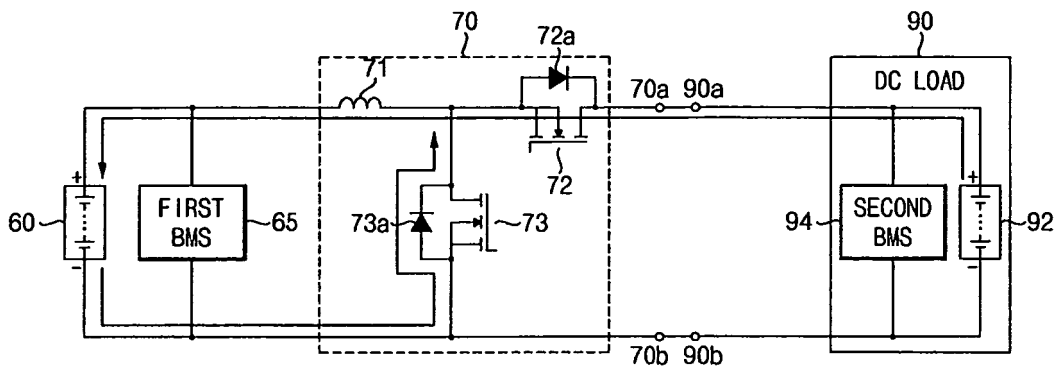 70
72a
90
71
70a 90a
DC LOAD
72
+
+
60
FIRST
BMS
65
73a
73
94
SECOND
BMS
92
-
-
70b 90b